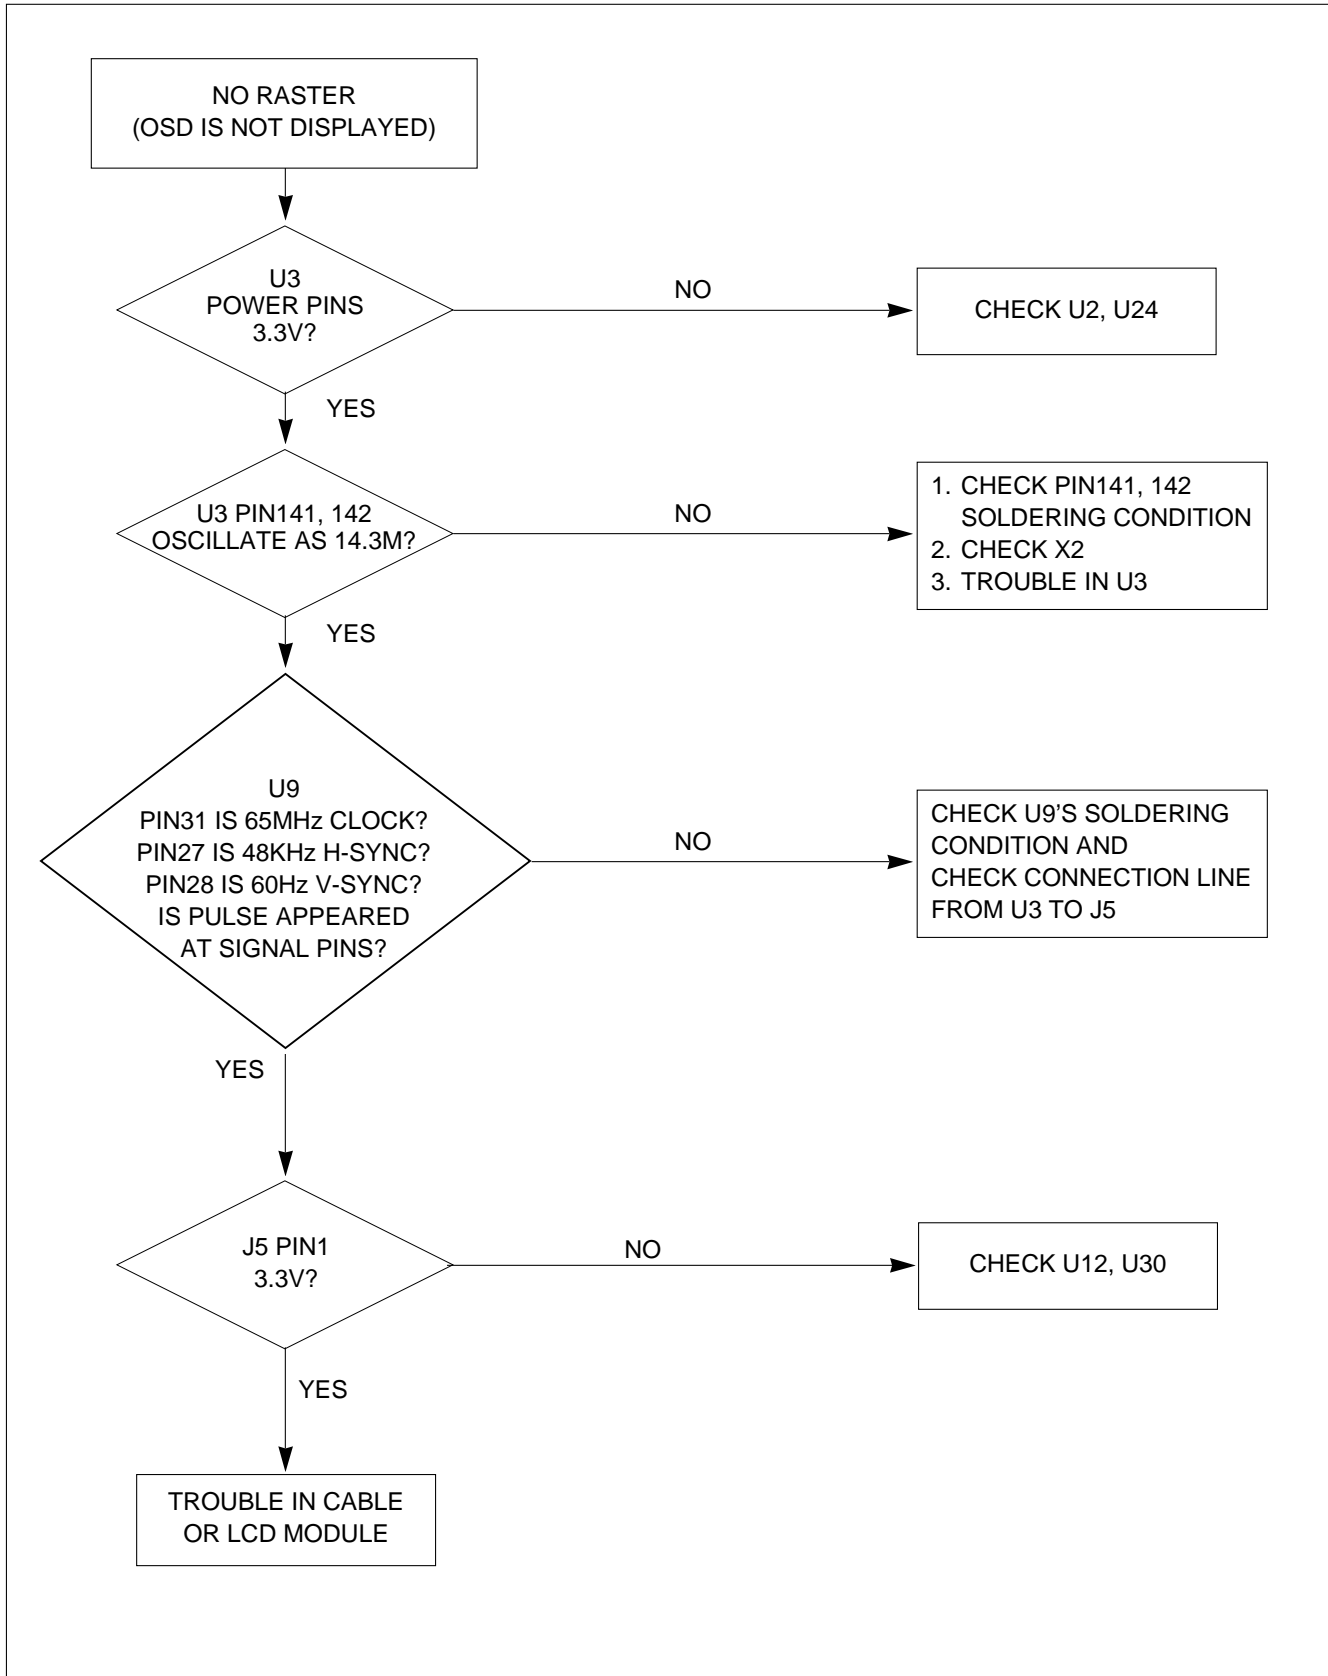 NO RASTER
(OSD IS NOT DISPLAYED)
U3
POWER PINS
3.3V?
NO
CHECK U2, U24
YES
U3 PIN141, 142
OSCILLATE AS 14.3M?
NO
1. CHECK PIN141, 142
SOLDERING CONDITION
2. CHECK X2
3. TROUBLE IN U3
YES
U9
PIN31 IS 65MHz CLOCK?
PIN27 IS 48KHz H-SYNC?
PIN28 IS 60Hz V-SYNC?
IS PULSE APPEARED
AT SIGNAL PINS?
NO
CHECK U9'S SOLDERING
CONDITION AND
CHECK CONNECTION LINE
FROM U3 TO J5
YES
J5 PIN1
3.3V?
NO
CHECK U12, U30
YES
TROUBLE IN CABLE
OR LCD MODULE